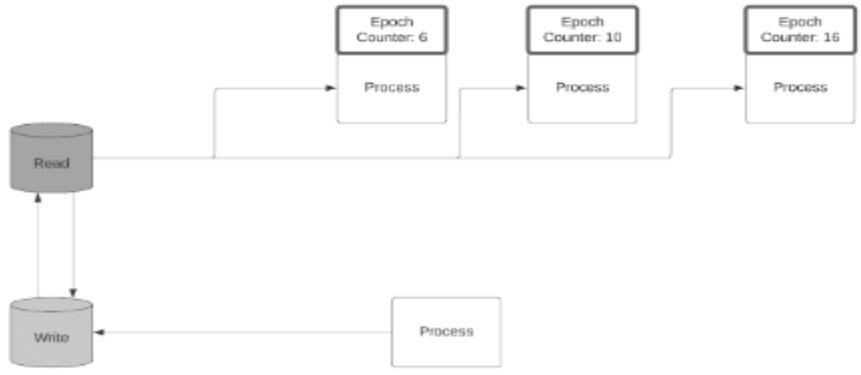 Epoch
Counter: 6
Epoch
Counter: 10
Epoch
Counter: 16
Process
Process
Process
Read
Write
Process